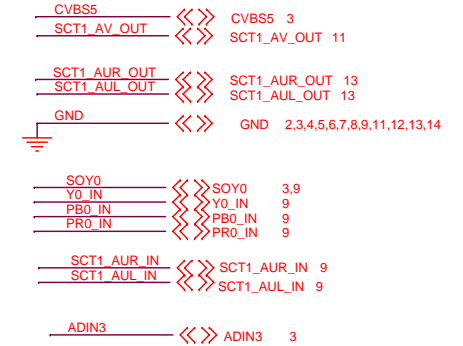 CVBS5 CVBS5 3
SCT1_AV_OUT SCT1_AV_OUT 11
SCT1_AUR_OUT SCT1_AUR_OUT 13
SCT1_AUL_OUT SCT1_AUL_OUT 13
GND GND 2,3,4,5,6,7,8,9,11,12,13,14
SOY0 SOY0 3,9
Y0_IN Y0_IN 9
PB0_IN PB0_IN 9
PR0_IN PR0_IN 9
SCT1_AUR_IN SCT1_AUR_IN 9
SCT1_AUL_IN SCT1_AUL_IN 9
ADIN3 ADIN3 3